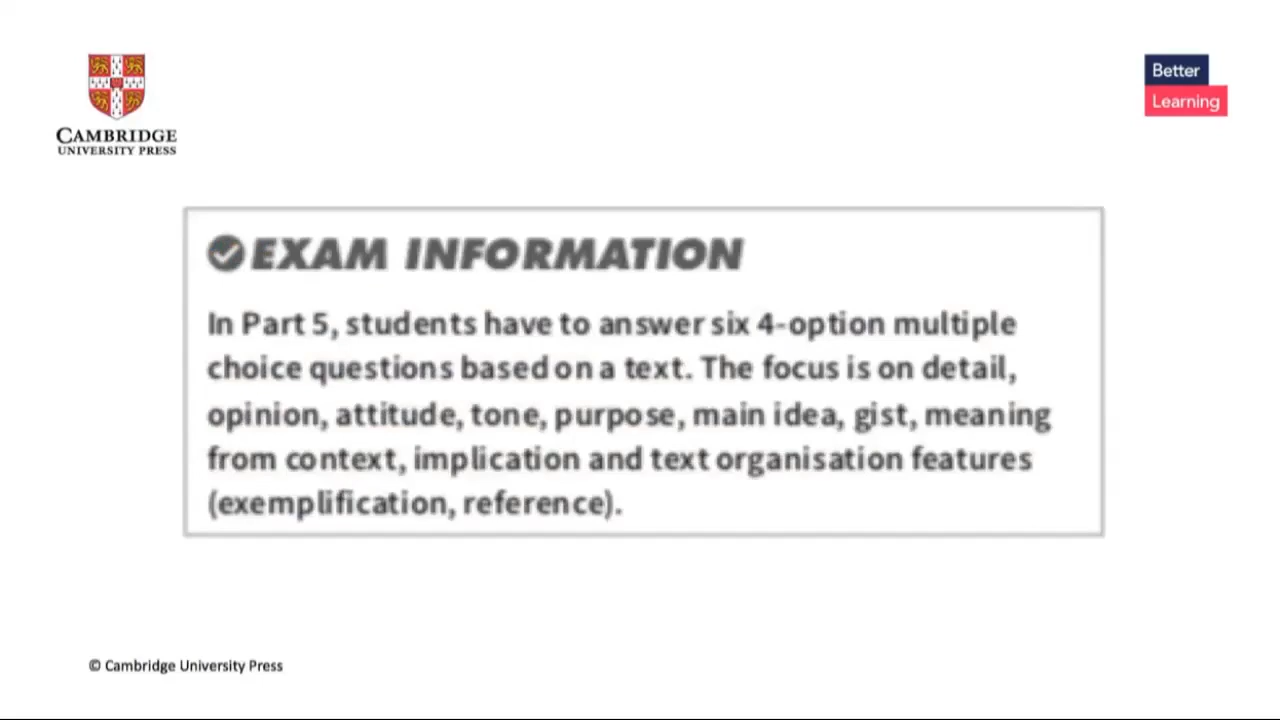 CAMBRIDGE
UNIVERSITY PRESS
Better
Learning
EXAM INFORMATION
In Part 5, students have to answer six 4-option multiple
choice questions based on a text. The focus is on detail,
opinion, attitude, tone, purpose, main idea, gist, meaning
from context, implication and text organisation features
(exemplification, reference).
© Cambridge University Press